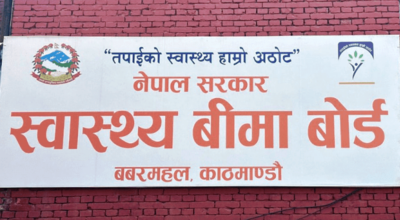 “तपाईको स्वास्थ्य हाम्रो अठोट”
नेपाल सरकार
स्वास्थ्य बीमा बोर्ड
बबरमहल, काठमाण्डौ